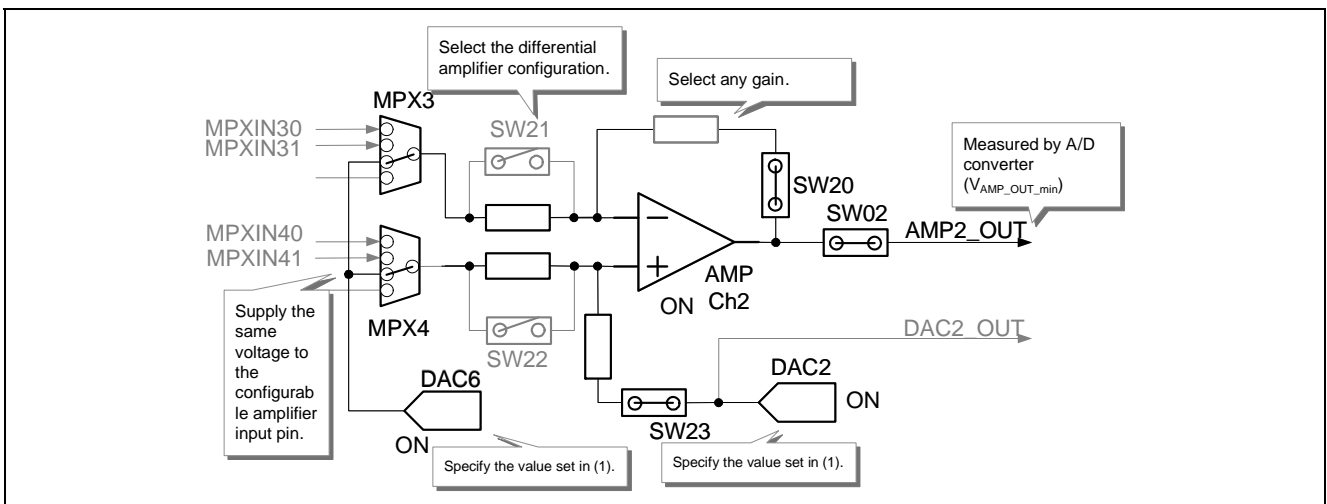 Select the differential
amplifier configuration.
Select any gain.
MPX3
MPXIN30
MPXIN31
SW21
Measured by A/D
converter
(VAMP_OUT_min)
SW20
SW02
AMP2_OUT
MPXIN40
MPXIN41
AMP
Ch2
ON
Supply the
same
voltage to
the
configurab
le amplifier
input pin.
MPX4
SW22
DAC2_OUT
DAC6
DAC2
ON
ON
SW23
Specify the value set in (1).
Specify the value set in (1).